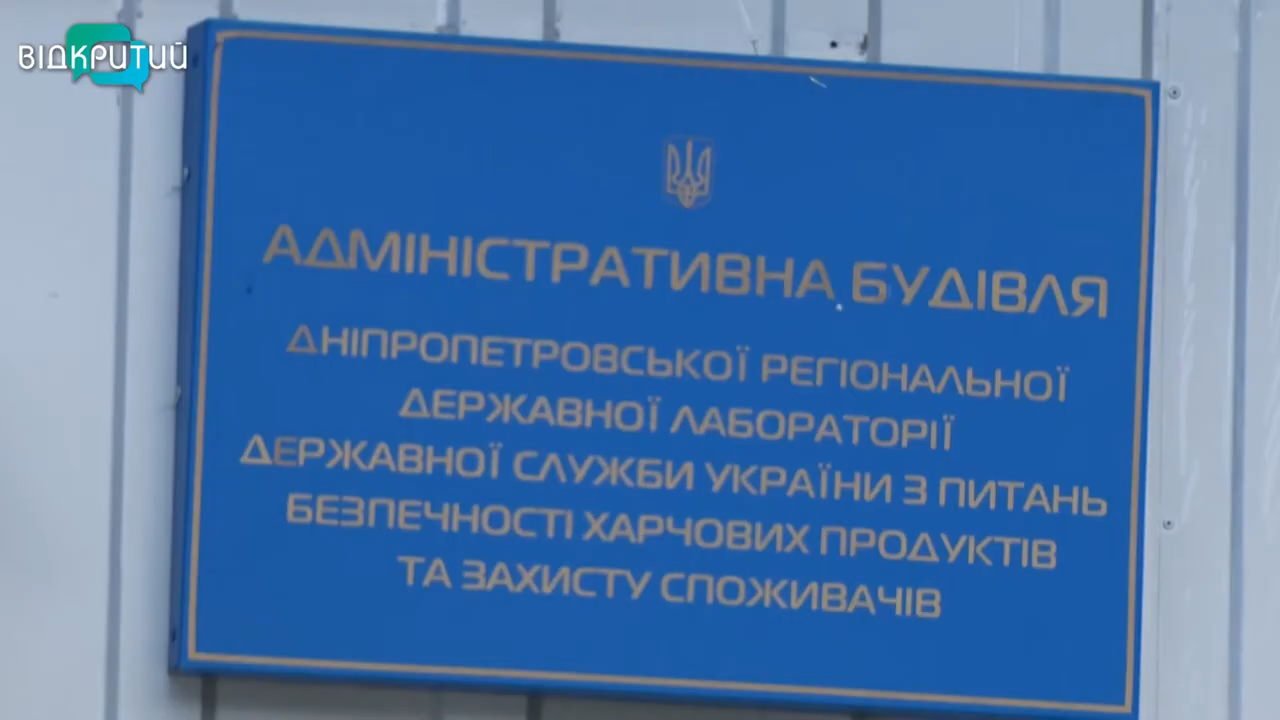 ВІДКРИТИЙ
АДМІНІСТРАТИВНА БУДІВЛЯ
ДНІПРОПЕТРОВСЬКОЇ РЕГІОНАЛЬНОЇ
ДЕРЖАВНОЇ ЛАБОРАТОРІЇ
ДЕРЖАВНОЇ СЛУЖБИ УКРАЇНИ З ПИТАНЬ
БЕЗПЕЧНОСТІ ХАРЧОВИХ ПРОДУКТІВ
ТА ЗАХИСТУ СПОЖИВАЧІВ